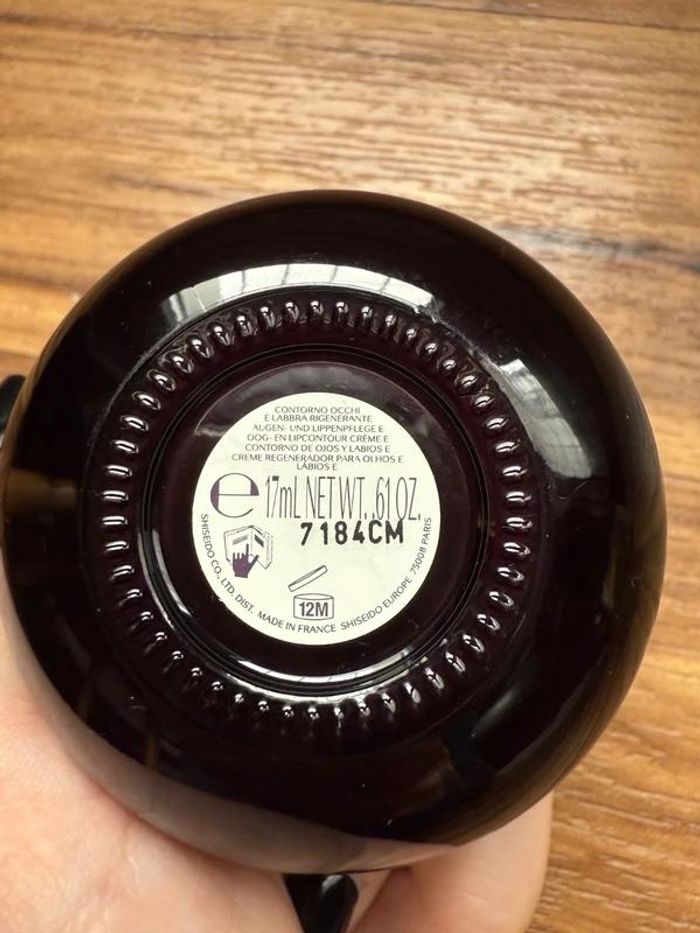 CONTORNO OCCHI
E LABBRA RIGENERANTE
AUGEN- UND LIPPENPFLEGE E
OOG- EN LIPCONTOUR CRÈME E
CONTORNO DE OJOS Y LABIOS E
CREME REGENERADOR PARA OLHOS E
LÁBIOS E
e 17mL NET WT. .61 OZ.
7184CM
12M
SHISEIDO CO., LTD. DIST. MADE IN FRANCE SHISEIDO EUROPE 75008 PARIS